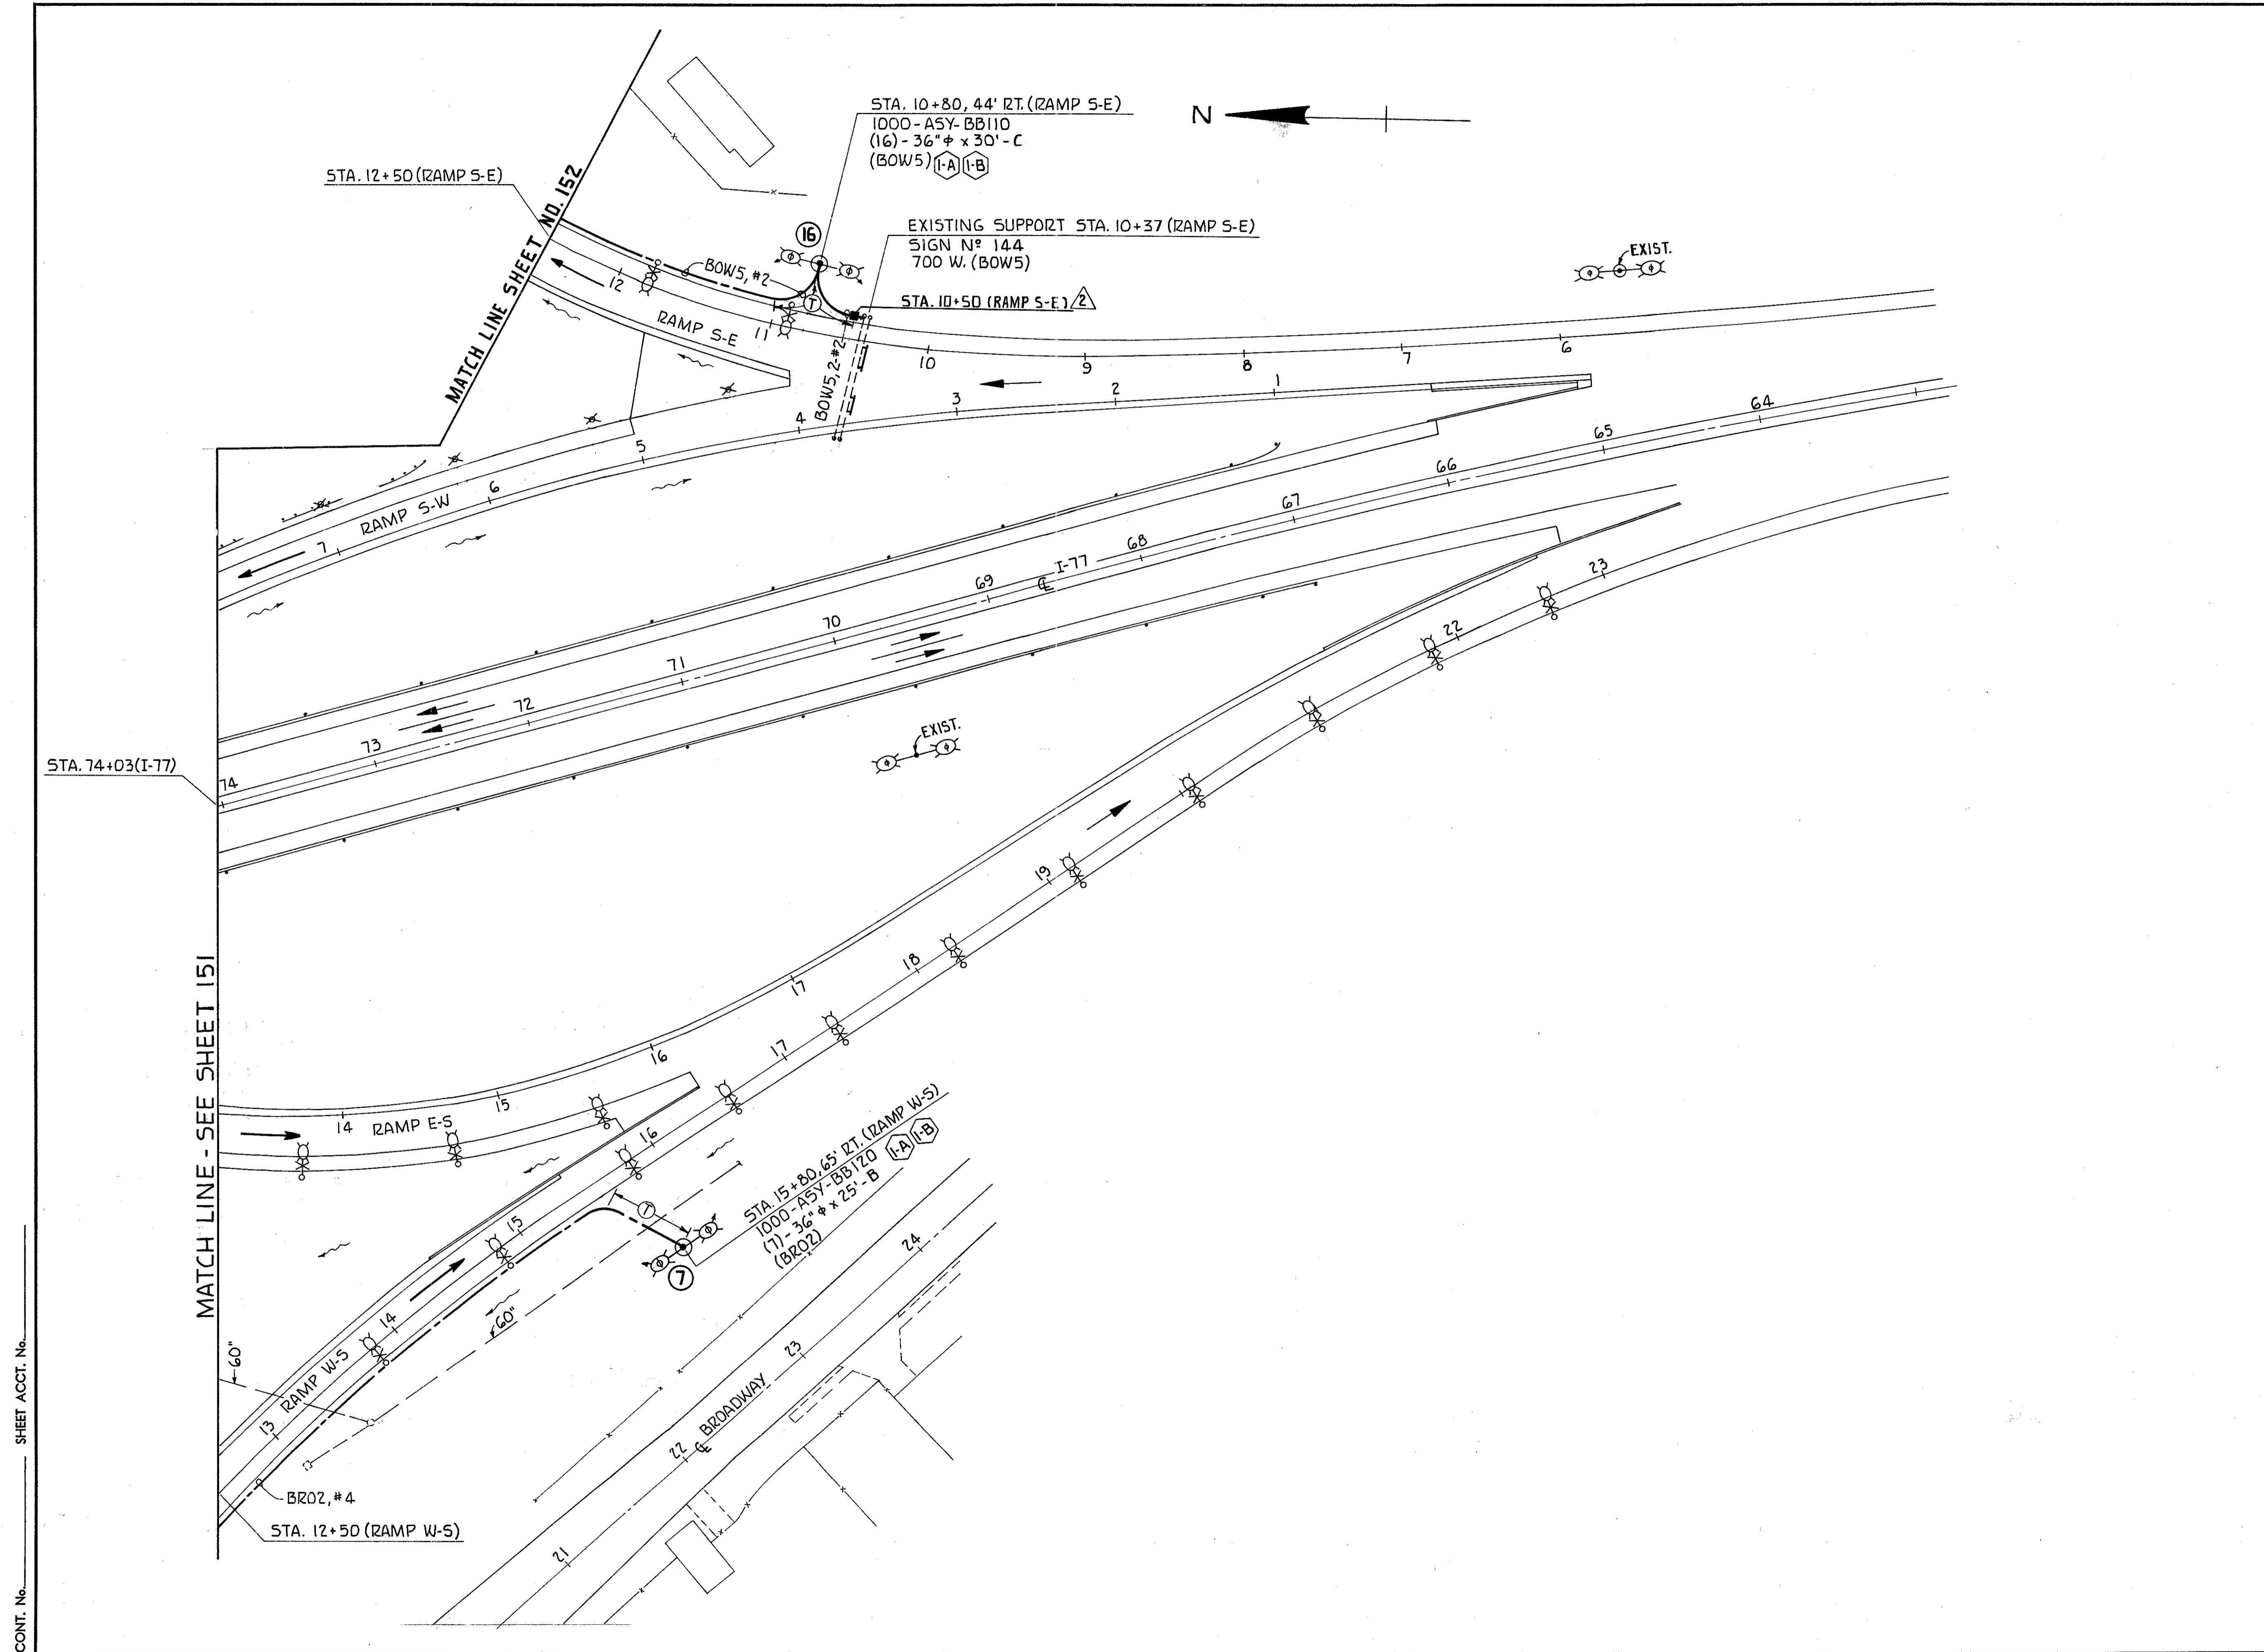 STA. 10+80, 44' RT. (RAMP S-E)
1000-ASY-BB110
(16)-36"φ x 30'-C
(BOW5) 1-A 1-B
N
STA. 12+50 (RAMP S-E)
MATCH LINE SHEET NO. 152
EXISTING SUPPORT STA. 10+37 (RAMP S-E)
SIGN Nº 144
700 W. (BOW5)
16
BOW5, #2
T
STA. 10+50 (RAMP S-E) 2
EXIST.
12
11
RAMP S-E
BOW5, 2-#2
10
9
8
7
6
1
2
3
4
5
6
7
RAMP S-W
64
65
66
67
68
I-77
℄
69
70
71
72
73
74
STA. 74+03(I-77)
EXIST.
23
22
19
18
17
17
16
16
15
14
RAMP E-S
MATCH LINE - SEE SHEET 151
STA. 15+80, 65' RT. (RAMP W-S)
1000-ASY-BB120 1-A 1-B
(7)-36"φ x 25'-B
(BRO2)
T
7
15
14
13
RAMP W-S
60"
60"
BRO2, #4
STA. 12+50 (RAMP W-S)
24
23
22
21
℄ BROADWAY
CONT. No. SHEET ACCT. No.